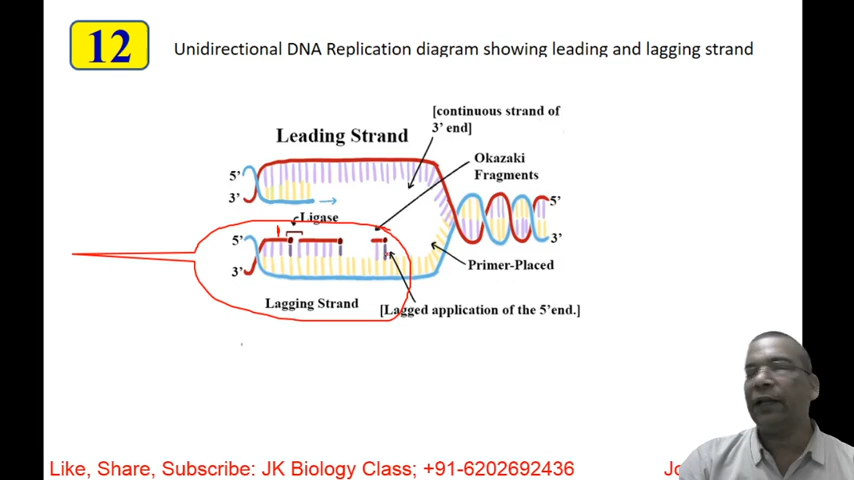 12
Unidirectional DNA Replication diagram showing leading and lagging strand
[continuous strand of
3' end]
Leading Strand
Okazaki
Fragments
5'
3'
5'
3'
Ligase
5'
3'
Primer-Placed
Lagging Strand
[Lagged application of the 5'end.]
Like, Share, Subscribe: JK Biology Class; +91-6202692436